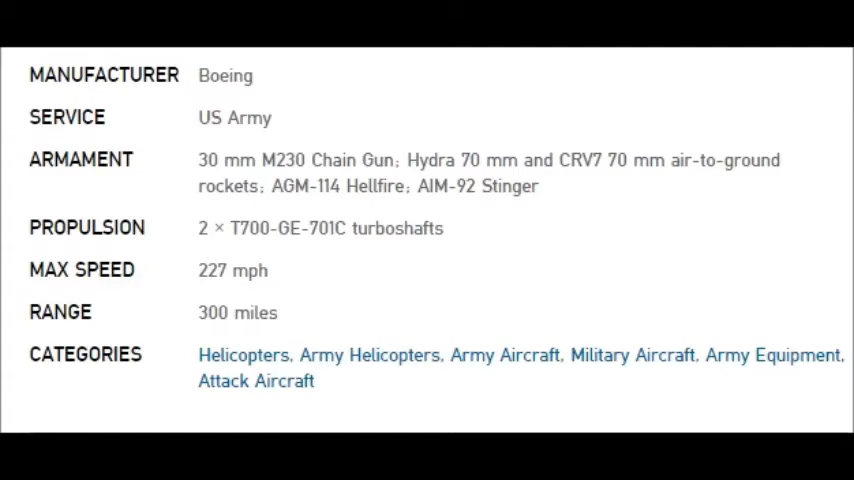 MANUFACTURER Boeing
SERVICE US Army
ARMAMENT 30 mm M230 Chain Gun; Hydra 70 mm and CRV7 70 mm air-to-ground
rockets; AGM-114 Hellfire; AIM-92 Stinger
PROPULSION 2 × T700-GE-701C turboshafts
MAX SPEED 227 mph
RANGE 300 miles
CATEGORIES Helicopters, Army Helicopters, Army Aircraft, Military Aircraft, Army Equipment,
Attack Aircraft